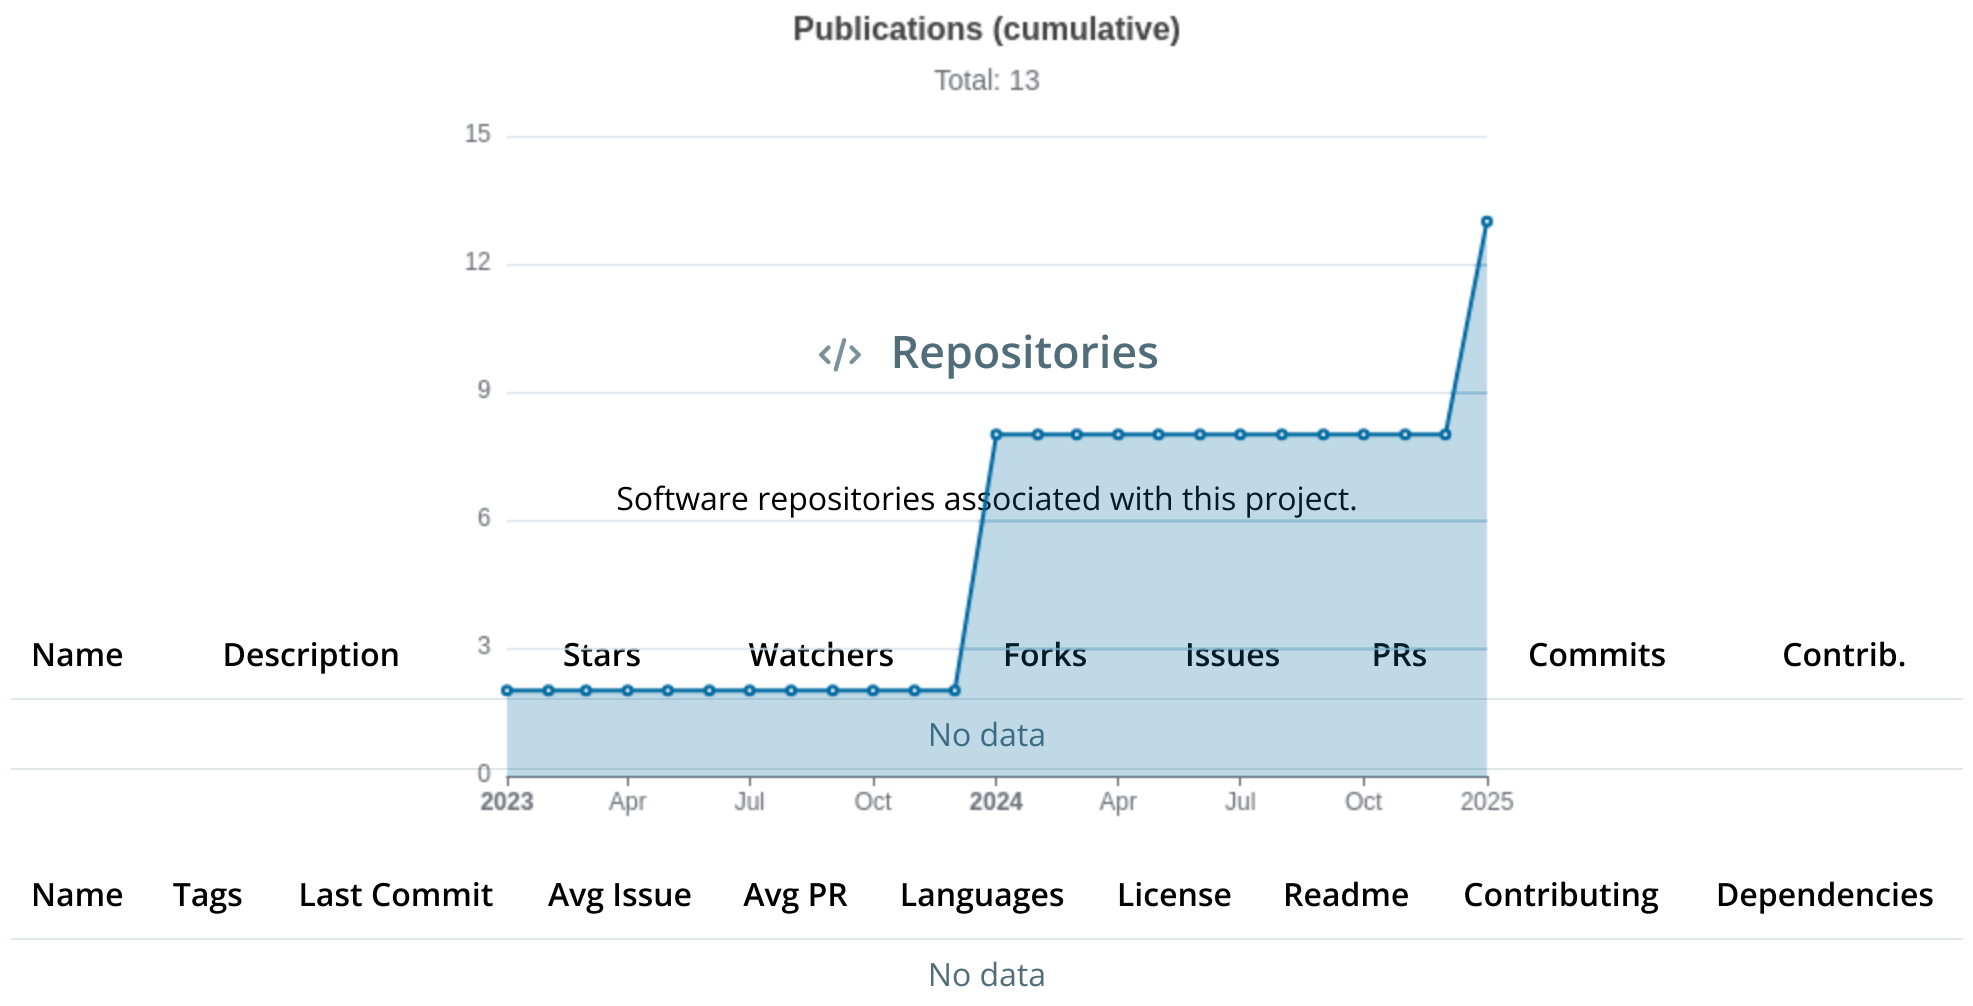 Publications (cumulative)
Total: 13
15
12
</> Repositories
9
Software repositories associated with this project.
6
3
Name Description Stars Watchers Forks Issues PRs Commits Contrib.
No data
0
2023 Apr Jul Oct 2024 Apr Jul Oct 2025
Name Tags Last Commit Avg Issue Avg PR Languages License Readme Contributing Dependencies
No data